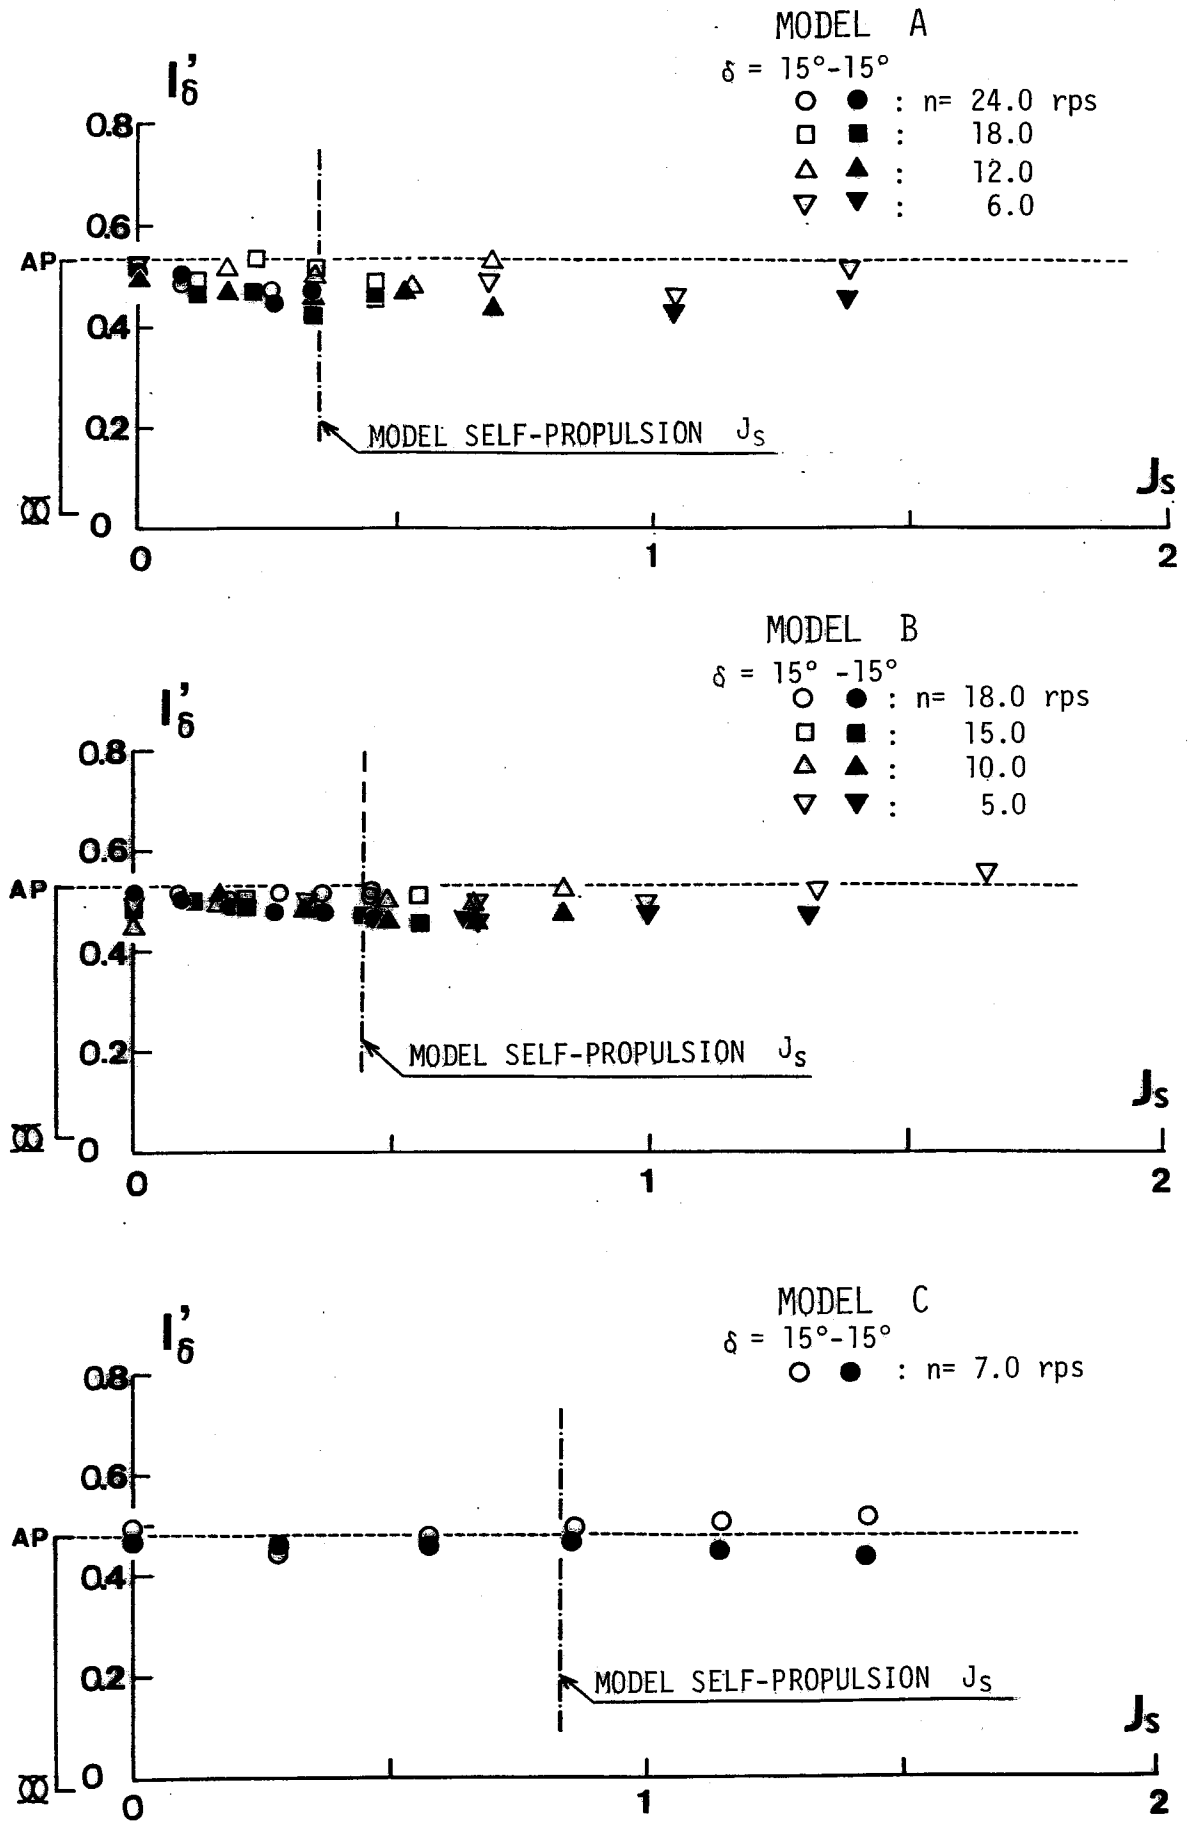 MODEL A
δ = 15°-15°
: n= 24.0 rps
: 18.0
: 12.0
: 6.0
I'δ
0.8
0.6
AP
0.4
0.2
MODEL SELF-PROPULSION Js
Js
0
0 1 2
MODEL B
δ = 15° -15°
: n= 18.0 rps
: 15.0
: 10.0
: 5.0
I'δ
0.8
0.6
AP
0.4
0.2
MODEL SELF-PROPULSION Js
Js
0
0 1 2
MODEL C
δ = 15°-15°
: n= 7.0 rps
I'δ
0.8
0.6
AP
0.4
0.2
MODEL SELF-PROPULSION Js
Js
0
0 1 2